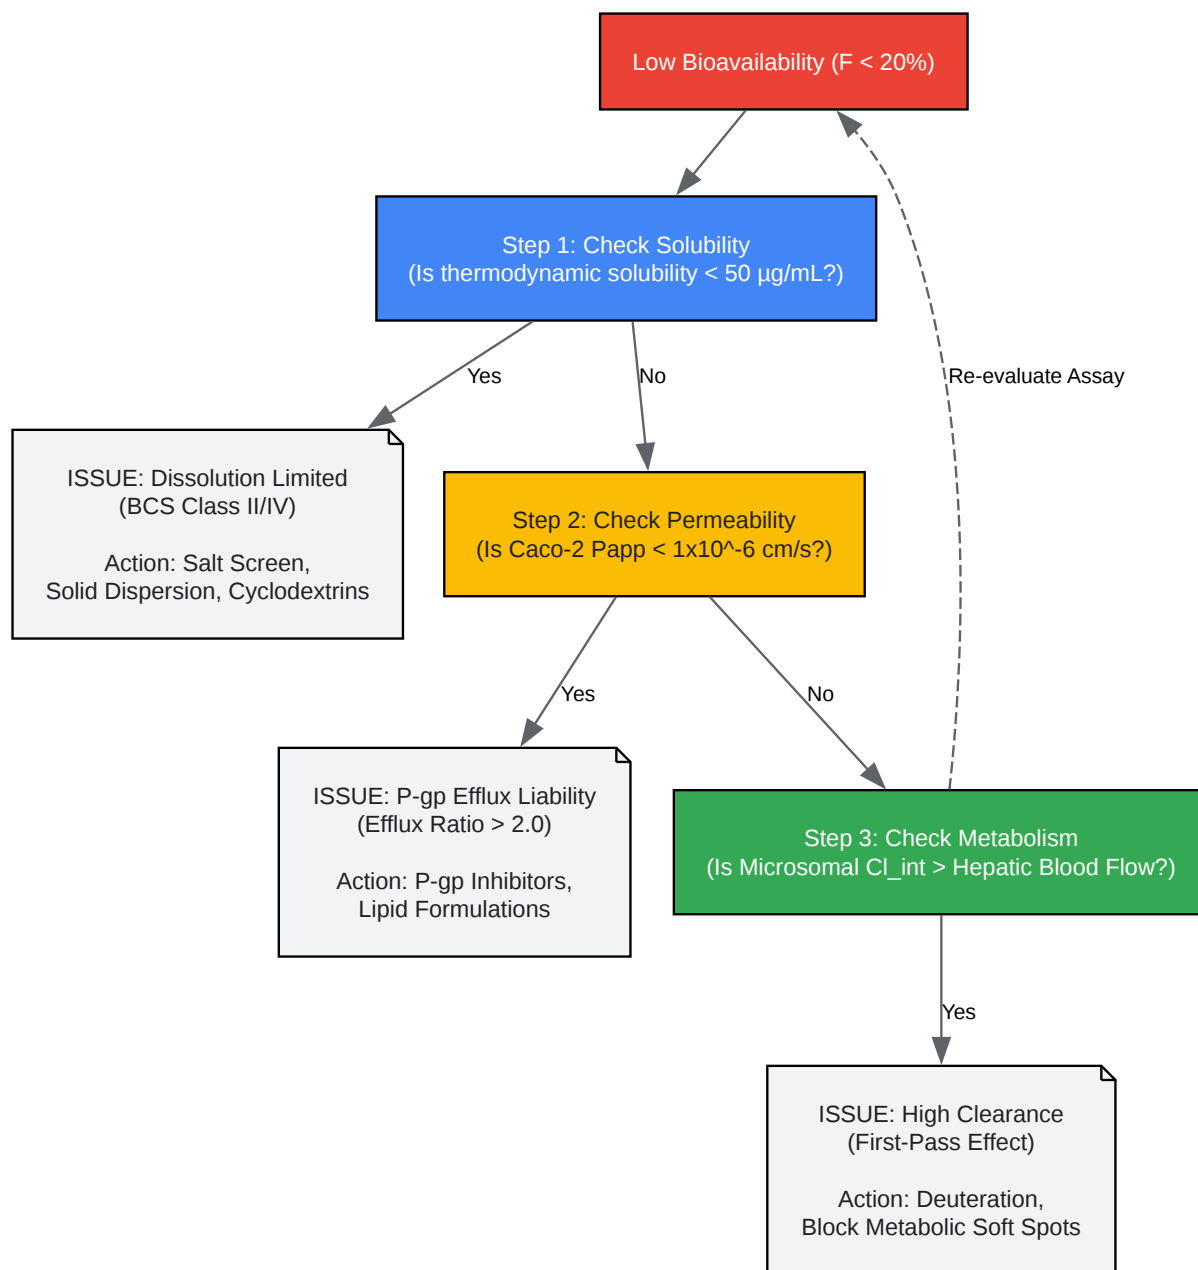 Low Bioavailability (F < 20%)
Step 1: Check Solubility
(Is thermodynamic solubility < 50 µg/mL?)
Yes
No
Re-evaluate Assay
ISSUE: Dissolution Limited
(BCS Class II/IV)
Action: Salt Screen,
Solid Dispersion, Cyclodextrins
Step 2: Check Permeability
(Is Caco-2 Papp < 1x10^-6 cm/s?)
Yes
No
ISSUE: P-gp Efflux Liability
(Efflux Ratio > 2.0)
Action: P-gp Inhibitors,
Lipid Formulations
Step 3: Check Metabolism
(Is Microsomal Cl_int > Hepatic Blood Flow?)
Yes
ISSUE: High Clearance
(First-Pass Effect)
Action: Deuteration,
Block Metabolic Soft Spots